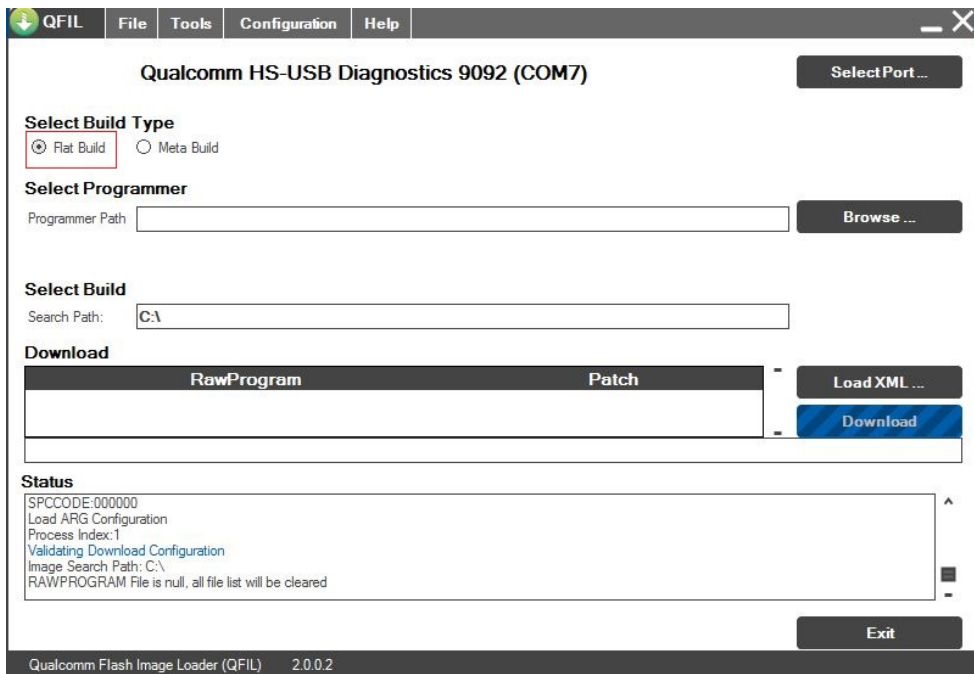 QFIL File Tools Configuration Help
Qualcomm HS-USB Diagnostics 9092 (COM7) Select Port ...
Select Build Type
Flat Build Meta Build
Select Programmer
Programmer Path Browse ...
Select Build
Search Path: C:\
Download
RawProgram Patch Load XML ...
Download
Status
SPCCODE:000000
Load ARG Configuration
Process Index:1
Validating Download Configuration
Image Search Path: C:\
RAWPROGRAM File is null, all file list will be cleared
Exit
Qualcomm Flash Image Loader (QFIL) 2.0.0.2